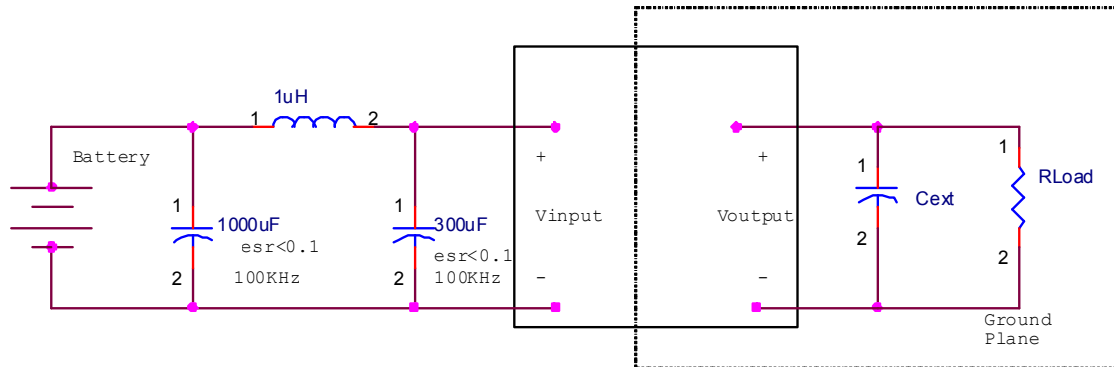 1uH
1
2
Battery
+
+
1
1
RLoad
Cext
1
1000uF
esr<0.1
100KHz
2
1
300uF
esr<0.1
100KHz
2
Vinput
Voutput
2
2
-
-
Ground
Plane